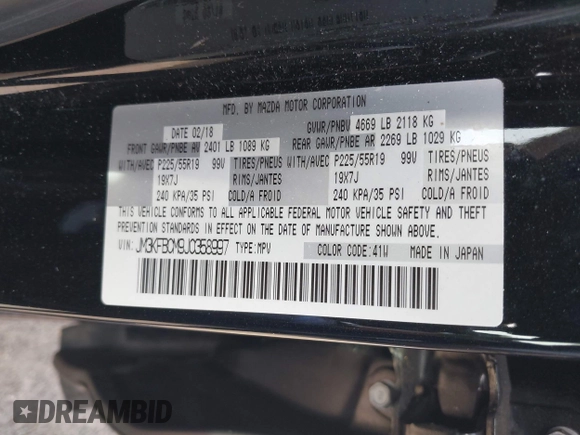 MFD. BY MAZDA MOTOR CORPORATION
DATE 02/18 GVWR/PNBV 4669 LB 2118 KG
FRONT GAWR/PNBE AV 2401 LB 1089 KG REAR GAWR/PNBE AR 2269 LB 1029 KG
WITH/AVEC P225/55R19 99V TIRES/PNEUS WITH/AVEC P225/55R19 99V TIRES/PNEUS
19X7J RIMS/JANTES 19X7J RIMS/JANTES
240 KPA/35 PSI COLD/A FROID 240 KPA/35 PSI COLD/A FROID
THIS VEHICLE CONFORMS TO ALL APPLICABLE FEDERAL MOTOR VEHICLE SAFETY AND THEFT
PREVENTION STANDARDS IN EFFECT ON THE DATE OF MANUFACTURE SHOWN ABOVE.
VIN: JM3KFBCM9J0358997 TYPE:MPV COLOR CODE:41W MADE IN JAPAN
DREAMBID